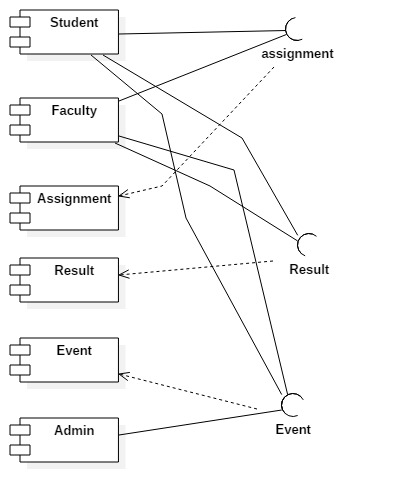 Student
assignment
Faculty
Assignment
Result
Result
Event
Admin
Event